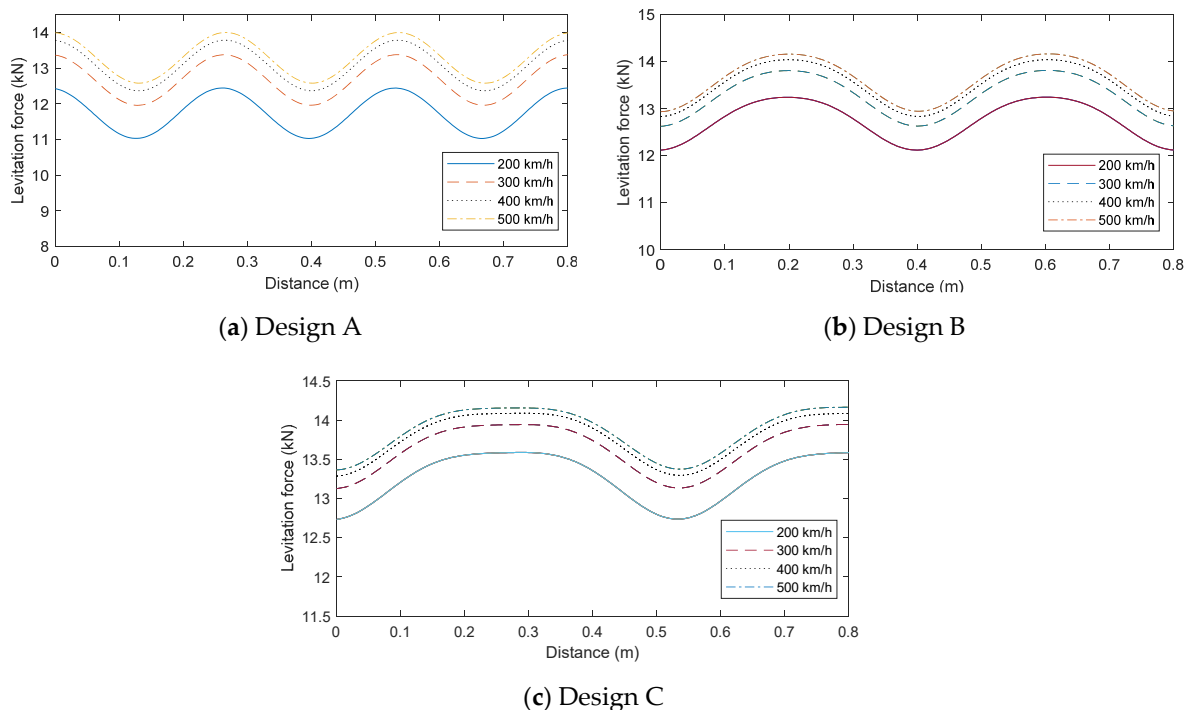 Levitation force (kN)
14
13
12
11
10
9
8
0
0.1
0.2
0.3
0.4
0.5
0.6
0.7
0.8
Distance (m)
200 km/h
300 km/h
400 km/h
500 km/h
(a) Design A
Levitation force (kN)
15
14
13
12
11
10
0
0.1
0.2
0.3
0.4
0.5
0.6
0.7
0.8
Distance (m)
200 km/h
300 km/h
400 km/h
500 km/h
(b) Design B
Levitation force (kN)
14.5
14
13.5
13
12.5
12
11.5
0
0.1
0.2
0.3
0.4
0.5
0.6
0.7
0.8
Distance (m)
200 km/h
300 km/h
400 km/h
500 km/h
(c) Design C